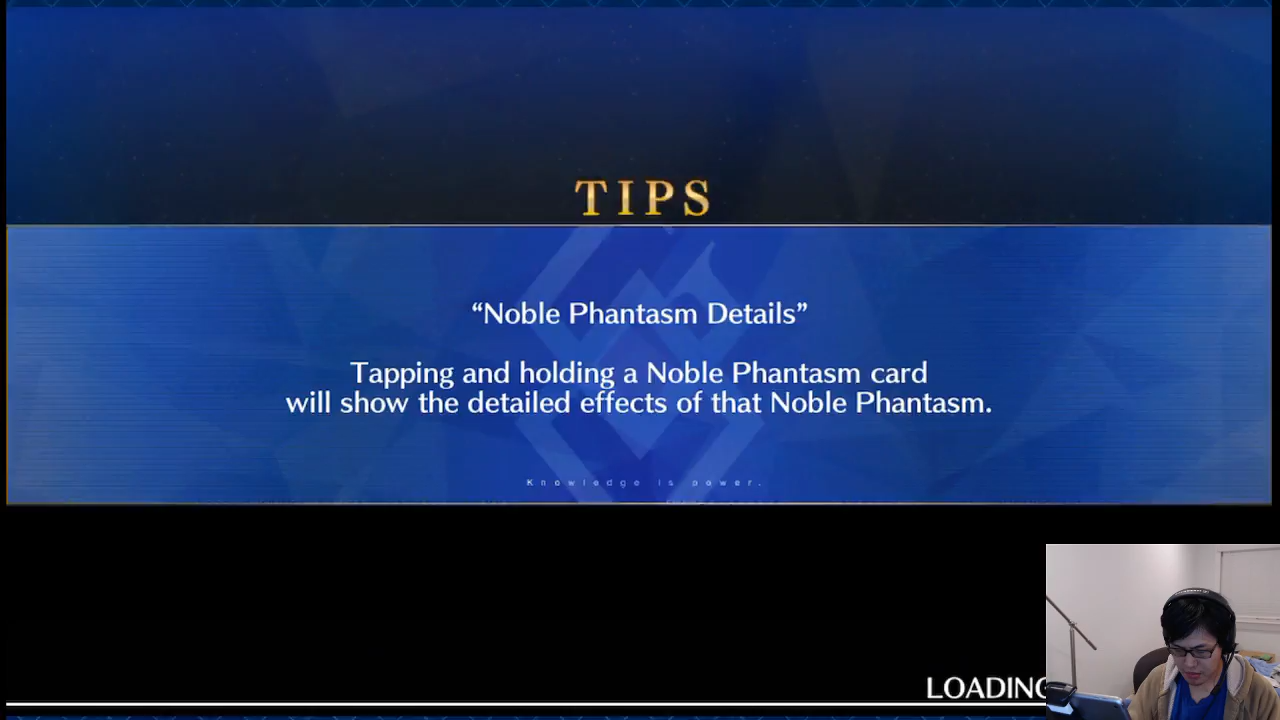 TIPS
“Noble Phantasm Details”
Tapping and holding a Noble Phantasm card
will show the detailed effects of that Noble Phantasm.
Knowledge is power.
LOADING